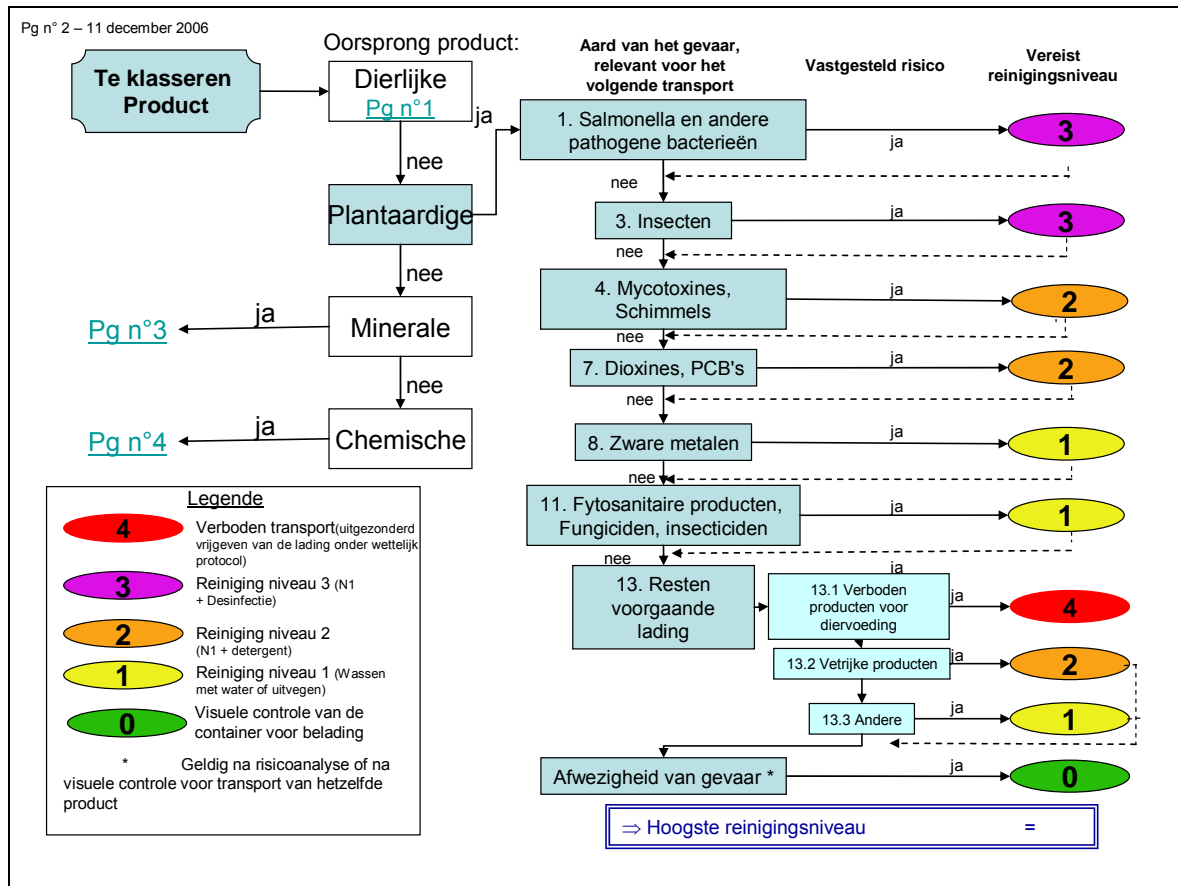 Pg n° 2 – 11 december 2006
Te klasseren
Product
Oorsprong product:
Dierlijke
Pg n°1
ja
nee
Plantaardige
nee
Minerale
ja
Pg n°3
nee
Chemische
ja
Pg n°4
Aard van het gevaar,
relevant voor het
volgende transport
Vastgesteld risico
Vereist
reinigingsniveau
1. Salmonella en andere
pathogene bacterieën
ja
3
nee
3. Insecten
ja
3
nee
4. Mycotoxines,
Schimmels
ja
2
nee
7. Dioxines, PCB's
ja
2
nee
8. Zware metalen
ja
1
nee
11. Fytosanitaire producten,
Fungiciden, insecticiden
ja
1
nee
13. Resten
voorgaande
lading
ja
13.1 Verboden
producten voor
diervoeding
ja
4
13.2 Vetrijke producten
ja
2
13.3 Andere
ja
1
Afwezigheid van gevaar *
ja
0
⇒ Hoogste reinigingsniveau =
Legende
4 Verboden transport(uitgezonderd
vrijgeven van de lading onder wettelijk
protocol)
3 Reiniging niveau 3 (N1
+ Desinfectie)
2 Reiniging niveau 2
(N1 + detergent)
1 Reiniging niveau 1 (Wassen
met water of uitvegen)
0 Visuele controle van de
container voor belading
* Geldig na risicoanalyse of na
visuele controle voor transport van hetzelfde
product